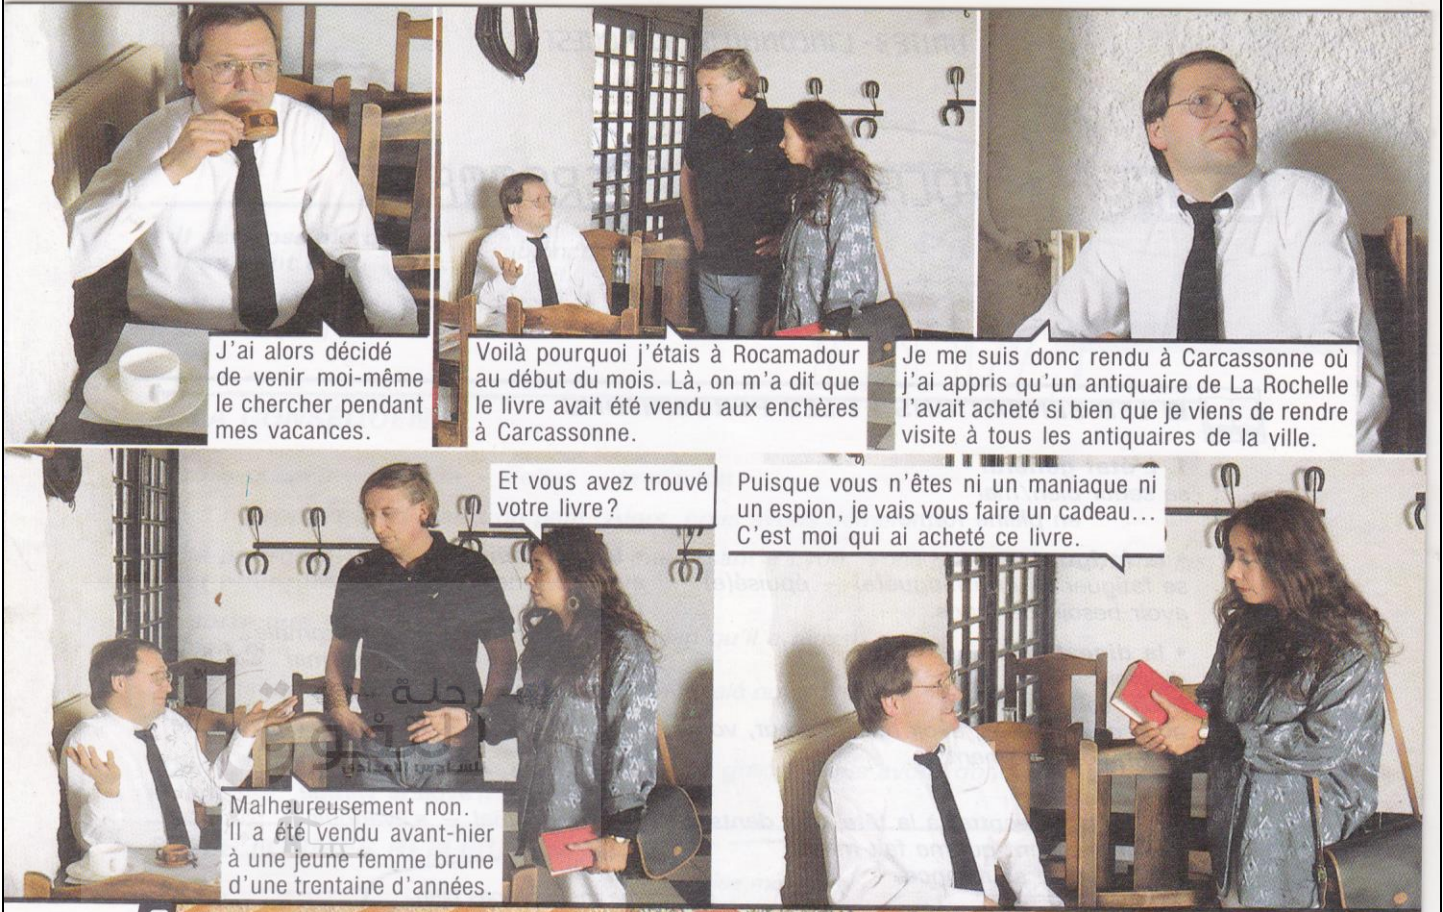 J'ai alors décidé
de venir moi-même
le chercher pendant
mes vacances.
Voilà pourquoi j'étais à Rocamadour
au début du mois. Là, on m'a dit que
le livre avait été vendu aux enchères
à Carcassonne.
Je me suis donc rendu à Carcassonne où
j'ai appris qu'un antiquaire de La Rochelle
l'avait acheté si bien que je viens de rendre
visite à tous les antiquaires de la ville.
Et vous avez trouvé
votre livre?
Malheureusement non.
Il a été vendu avant-hier
à une jeune femme brune
d'une trentaine d'années.
Puisque vous n'êtes ni un maniaque ni
un espion, je vais vous faire un cadeau...
C'est moi qui ai acheté ce livre.
رحلة
التفوق